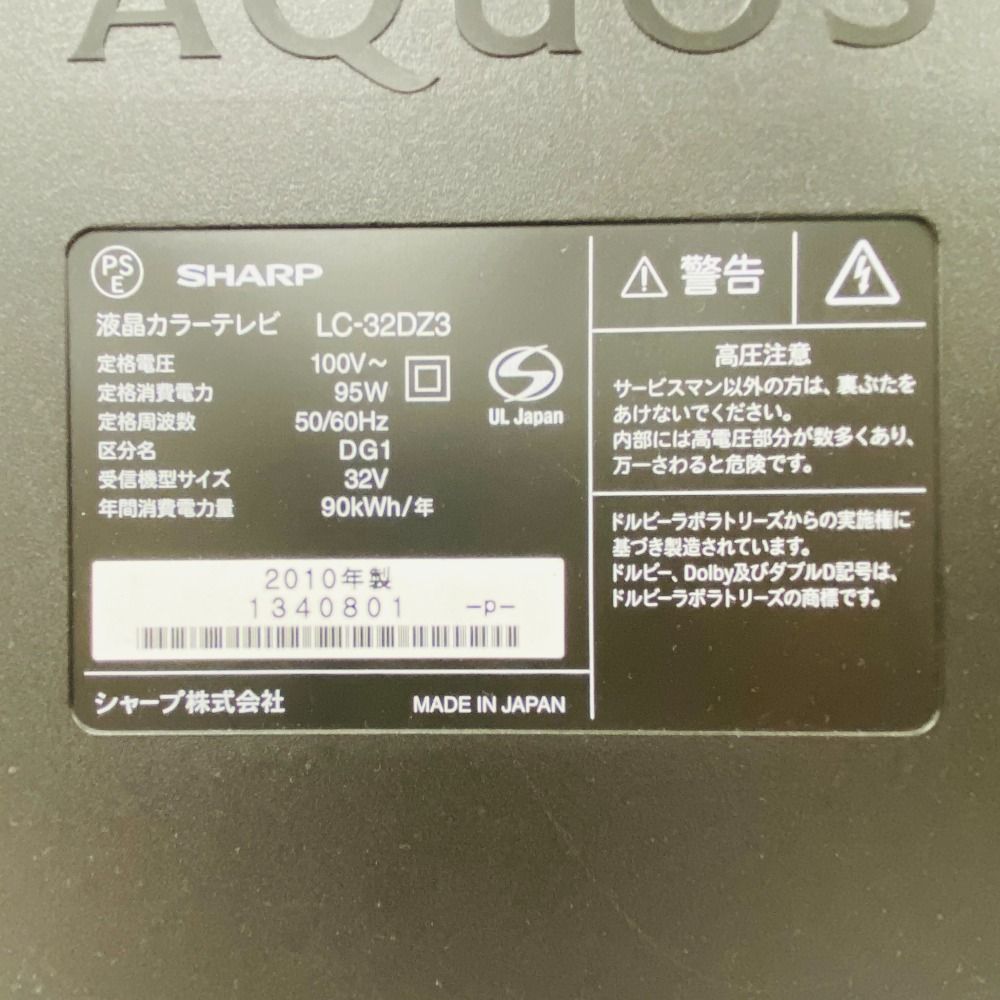 AQUOS
PSE SHARP
液晶カラーテレビ LC-32DZ3
定格電圧 100V~
定格消費電力 95W
定格周波数 50/60Hz
区分名 DG1
受信機型サイズ 32V
年間消費電力量 90kWh/年
UL Japan
2010年製
1340801 -P-
シャープ株式会社 MADE IN JAPAN
警告
高圧注意
サービスマン以外の方は、裏ぶたを
あけないでください。
内部には高電圧部分が数多くあり、
万一さわると危険です。
ドルビーラボラトリーズからの実施権に
基づき製造されています。
ドルビー、Dolby及びダブルD記号は、
ドルビーラボラトリーズの商標です。